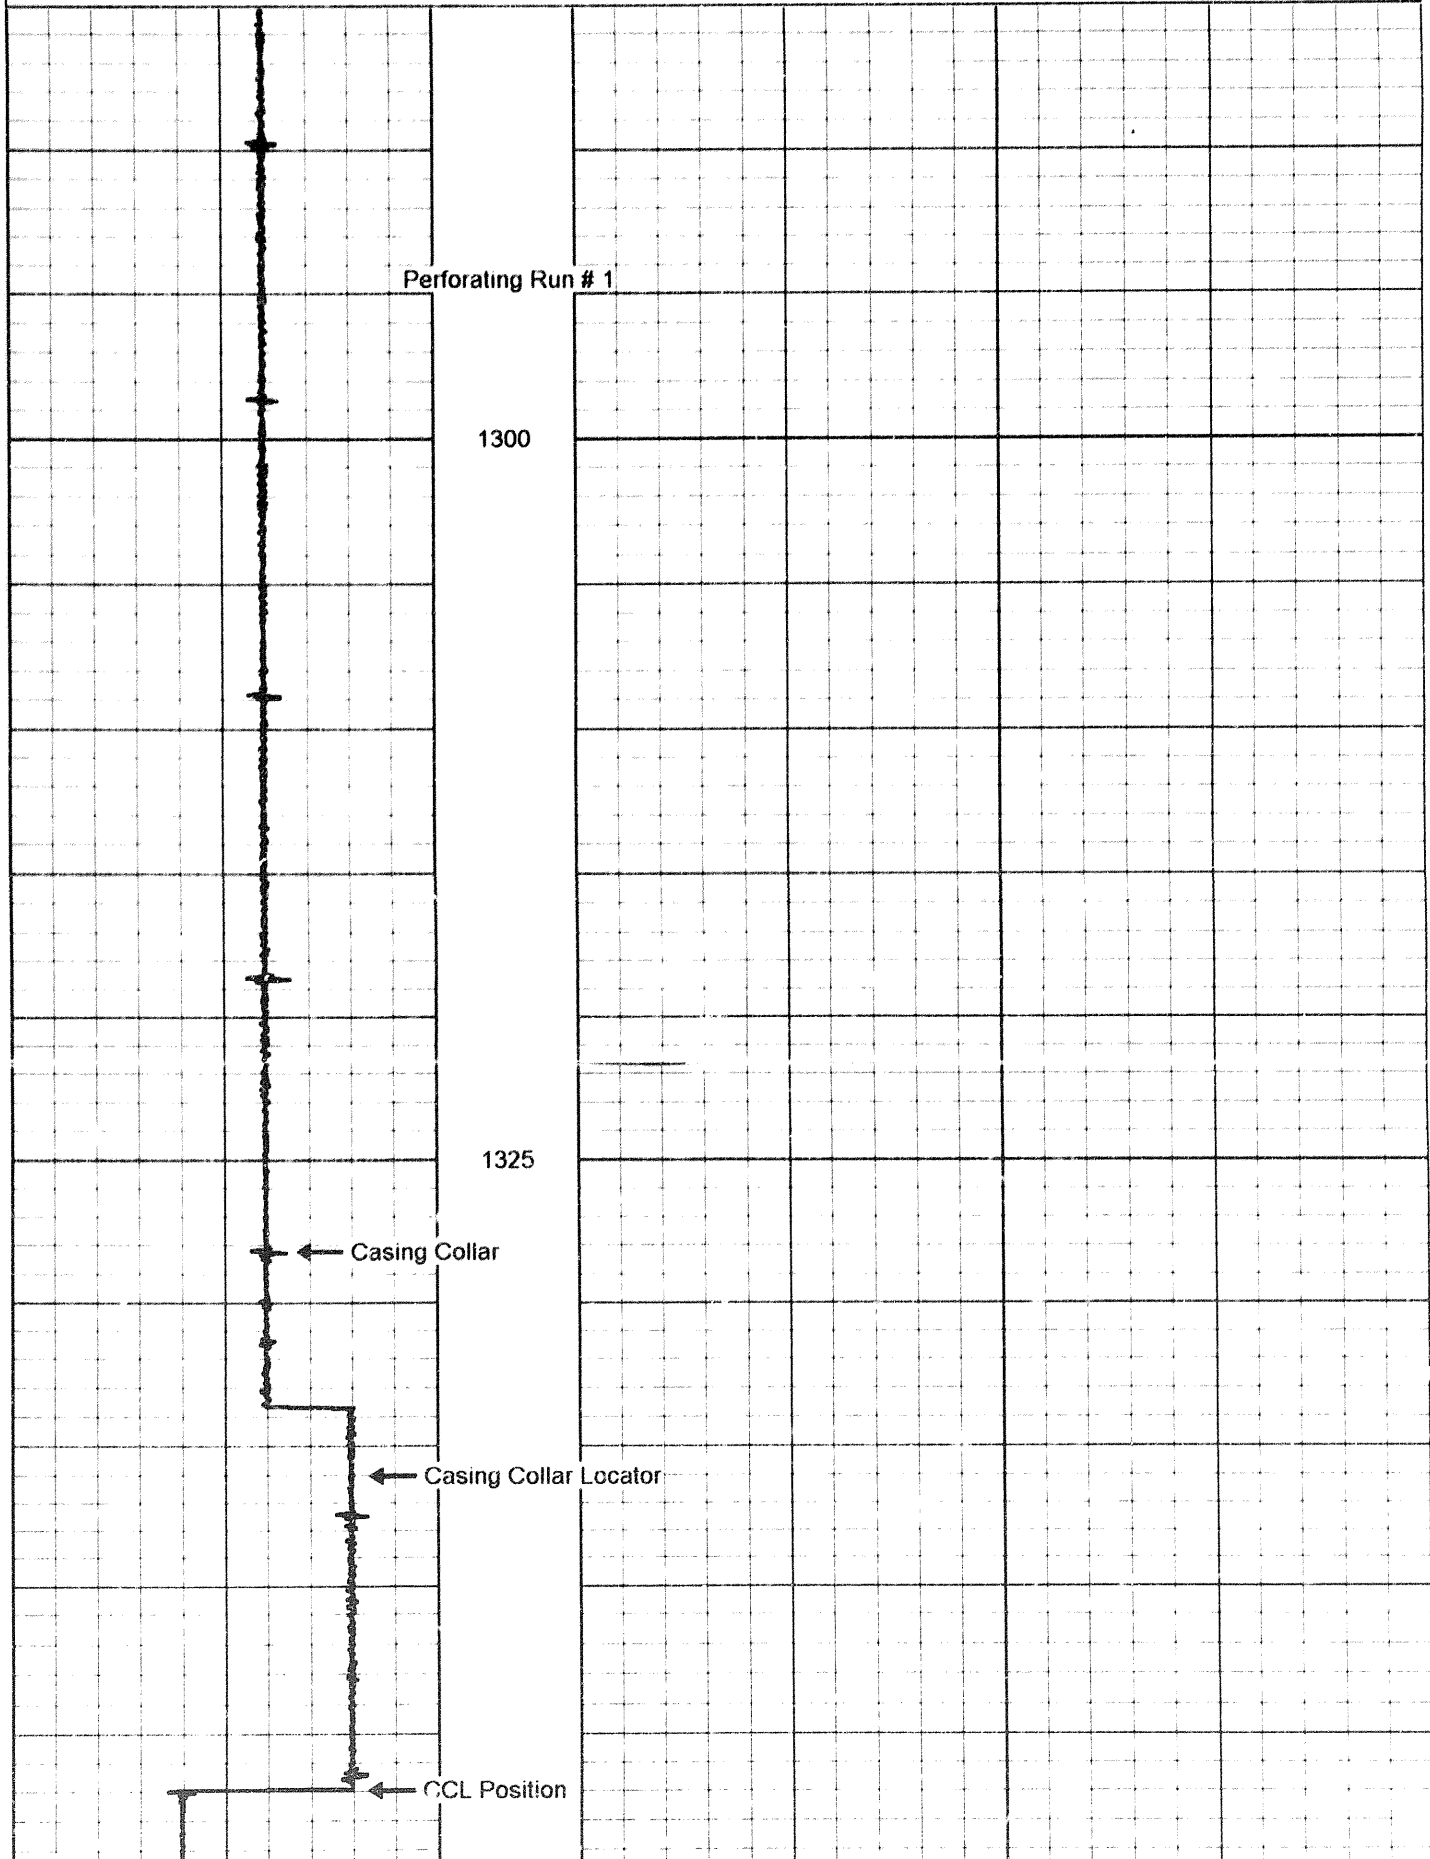 Perforating Run # 1
1300
1325
Casing Collar
Casing Collar Locator
CCL Position